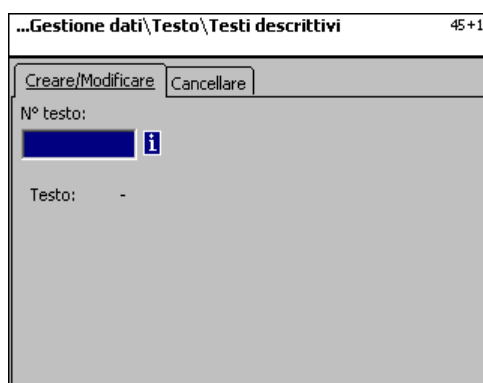 ...Gestione dati\Testo\Testi descrittivi 45+1
Creare/Modificare Cancellare
N° testo:
i
Testo: -